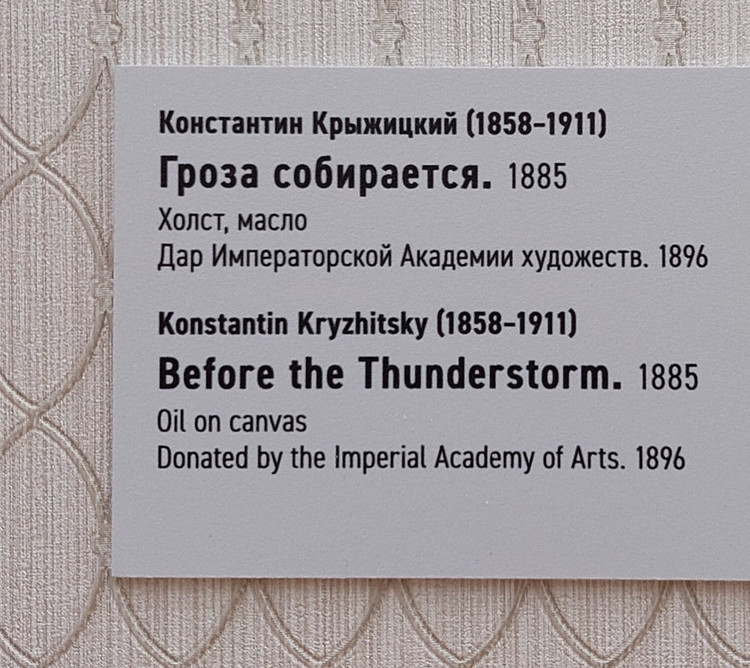 Константин Крыжицкий (1858–1911)
Гроза собирается. 1885
Холст, масло
Дар Императорской Академии художеств. 1896
Konstantin Kryzhitsky (1858–1911)
Before the Thunderstorm. 1885
Oil on canvas
Donated by the Imperial Academy of Arts. 1896